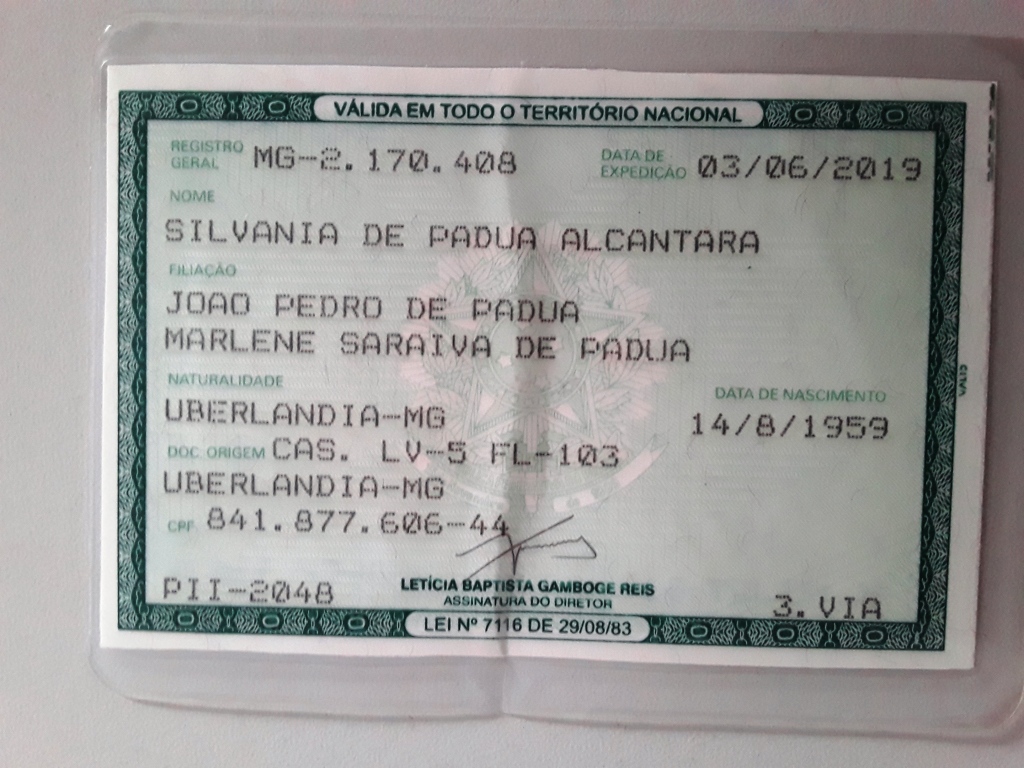 VÁLIDA EM TODO O TERRITÓRIO NACIONAL
REGISTRO GERAL MG-2.170.408 DATA DE EXPEDIÇÃO 03/06/2019
NOME
SILVANIA DE PADUA ALCANTARA
FILIAÇÃO
JOAO PEDRO DE PADUA
MARLENE SARAIVA DE PADUA
NATURALIDADE DATA DE NASCIMENTO
UBERLANDIA-MG 14/8/1959
DOC. ORIGEM CAS. LV-5 FL-103
UBERLANDIA-MG
CPF 841.877.606-44
PII-2048
LETÍCIA BAPTISTA GAMBOGE REIS
ASSINATURA DO DIRETOR
3.VIA
LEI Nº 7116 DE 29/08/83